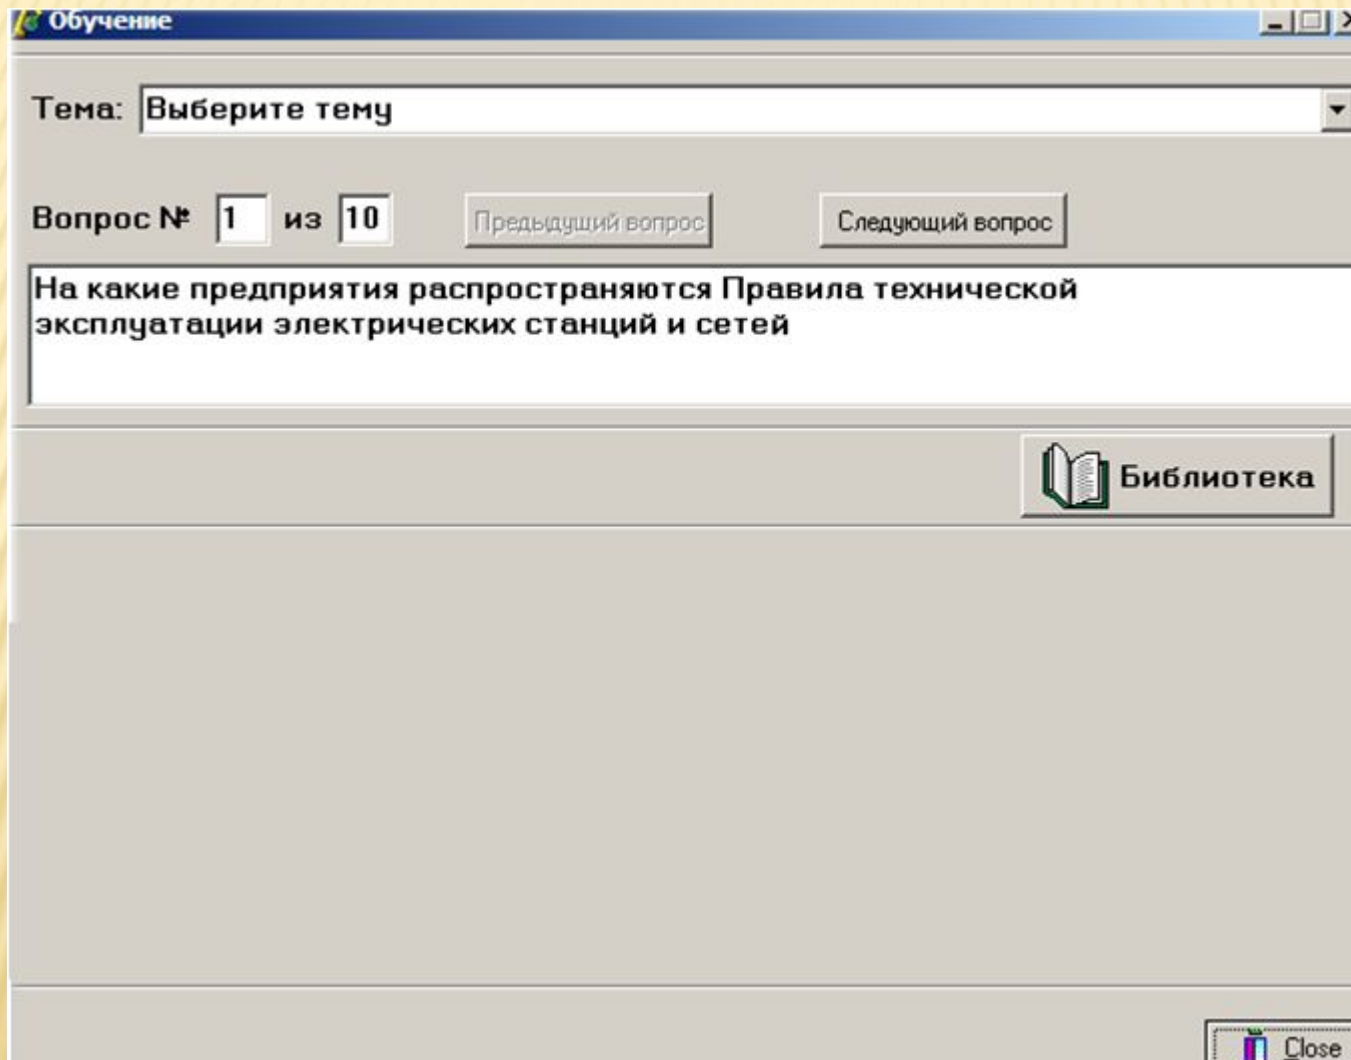 Обучение
Тема: Выберите тему
Вопрос № 1 из 10 Предыдущий вопрос Следующий вопрос
На какие предприятия распространяются Правила технической
эксплуатации электрических станций и сетей
Библиотека
Close